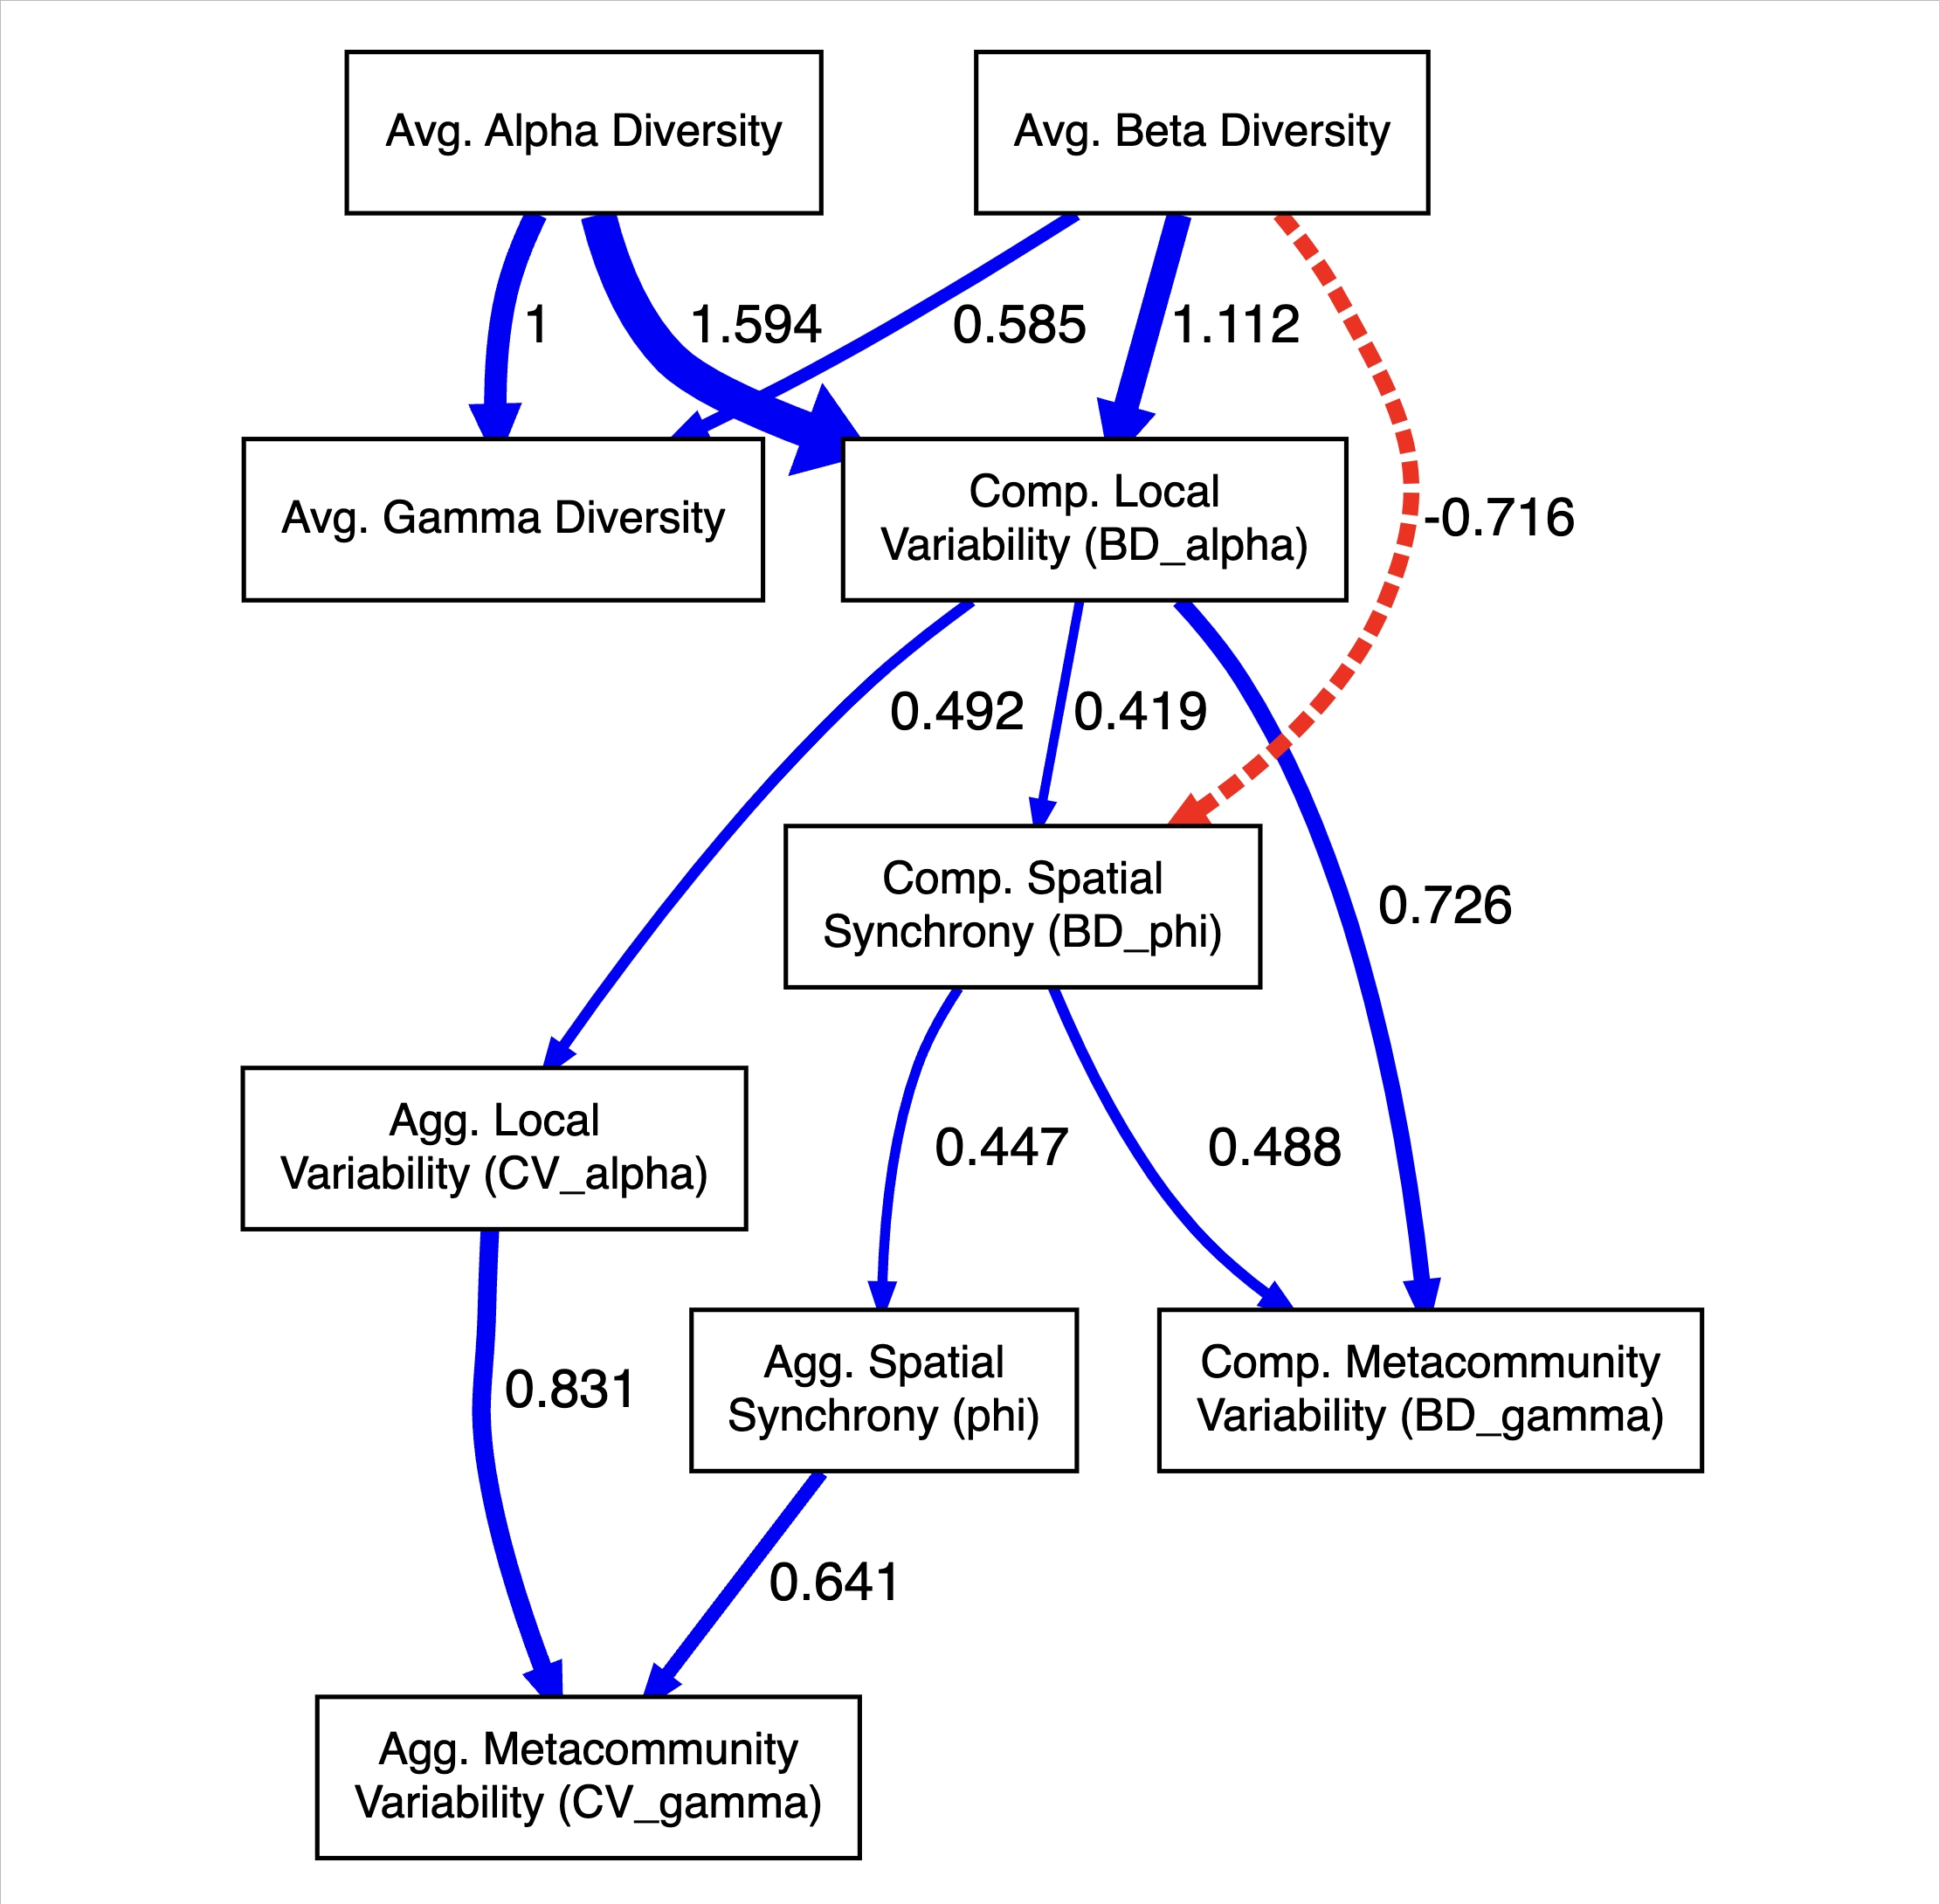 Avg. Alpha Diversity
Avg. Beta Diversity
1
1.594
0.585
1.112
Avg. Gamma Diversity
Comp. Local
Variability (BD_alpha)
-0.716
0.492
0.419
Comp. Spatial
Synchrony (BD_phi)
0.726
Agg. Local
Variability (CV_alpha)
0.447
0.488
0.831
Agg. Spatial
Synchrony (phi)
Comp. Metacommunity
Variability (BD_gamma)
0.641
Agg. Metacommunity
Variability (CV_gamma)